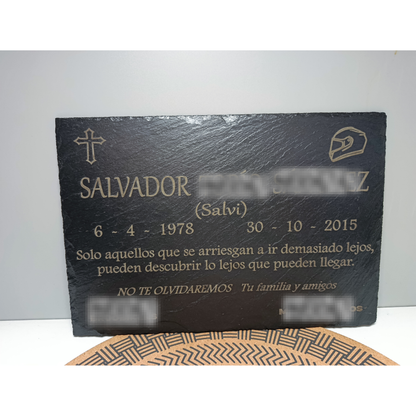 SALVADOR
(Salvi)
6 - 4 - 1978 30 - 10 - 2015
Solo aquellos que se arriesgan a ir demasiado lejos,
pueden descubrir lo lejos que pueden llegar.
NO TE OLVIDAREMOS Tu familia y amigos